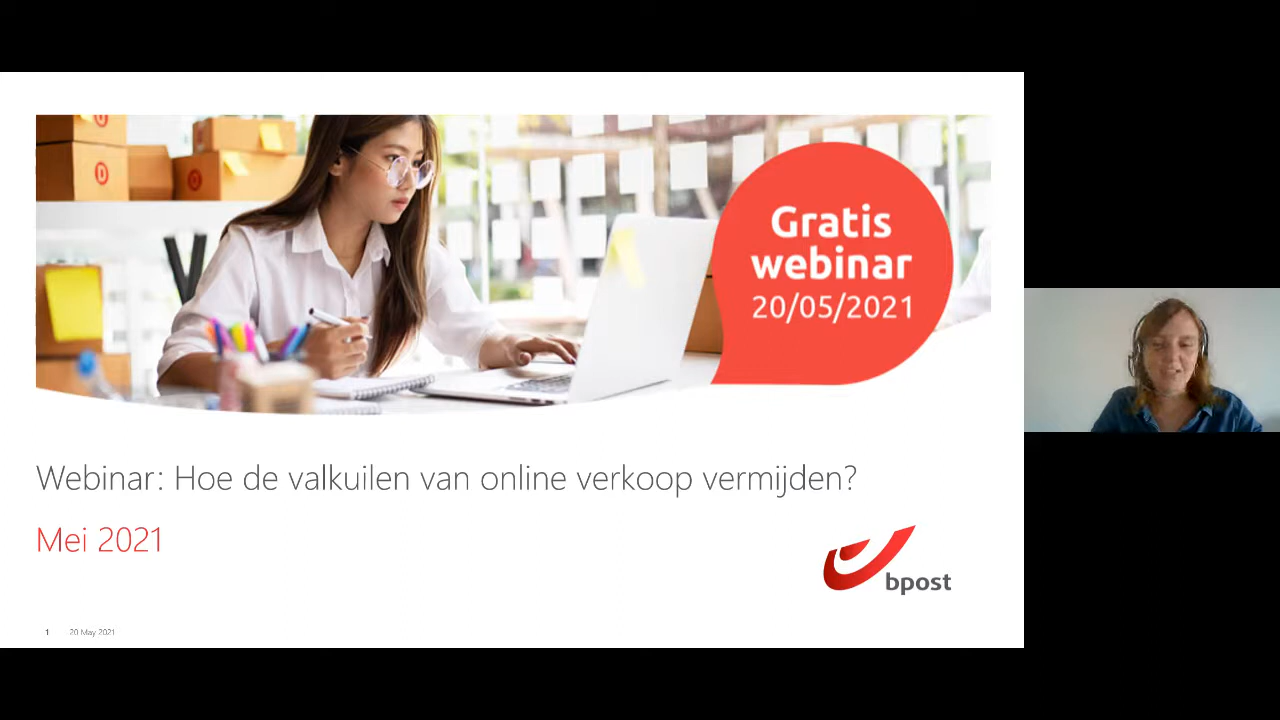 Gratis
webinar
20/05/2021
Webinar: Hoe de valkuilen van online verkoop vermijden?
Mei 2021
bpost
1 20 May 2021